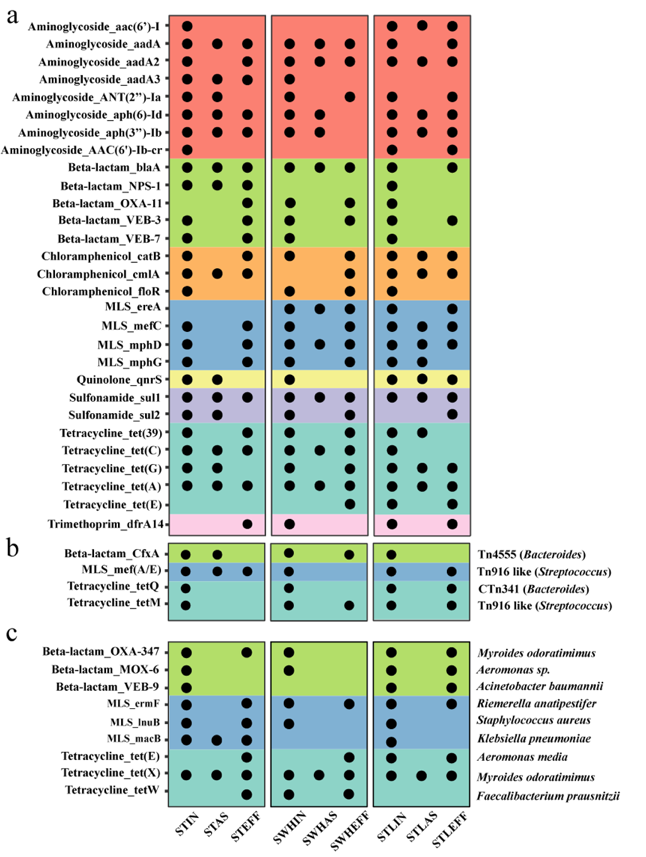 a
Aminoglycoside_aac(6')-I
Aminoglycoside_aadA
Aminoglycoside_aadA2
Aminoglycoside_aadA3
Aminoglycoside_ANT(2")-Ia
Aminoglycoside_aph(6)-Id
Aminoglycoside_aph(3")-Ib
Aminoglycoside_AAC(6')-Ib-cr
Beta-lactam_blaA
Beta-lactam_NPS-1
Beta-lactam_OXA-11
Beta-lactam_VEB-3
Beta-lactam_VEB-7
Chloramphenicol_catB
Chloramphenicol_cmlA
Chloramphenicol_floR
MLS_ereA
MLS_mefC
MLS_mphD
MLS_mphG
Quinolone_qnrS
Sulfonamide_sul1
Sulfonamide_sul2
Tetracycline_tet(39)
Tetracycline_tet(C)
Tetracycline_tet(G)
Tetracycline_tet(A)
Tetracycline_tet(E)
Trimethoprim_dfrA14
b
Beta-lactam_CfxA Tn4555 (Bacteroides)
MLS_mef(A/E) Tn916 like (Streptococcus)
Tetracycline_tetQ CTn341 (Bacteroides)
Tetracycline_tetM Tn916 like (Streptococcus)
c
Beta-lactam_OXA-347 Myroides odoratimimus
Beta-lactam_MOX-6 Aeromonas sp.
Beta-lactam_VEB-9 Acinetobacter baumannii
MLS_ermF Riemerella anatipestifer
MLS_lnuB Staphylococcus aureus
MLS_macB Klebsiella pneumoniae
Tetracycline_tet(E) Aeromonas media
Tetracycline_tet(X) Myroides odoratimimus
Tetracycline_tetW Faecalibacterium prausnitzii
STIN STAS STEFF SWHIN SWHAS SWHEFF STLIN STLAS STLEFF